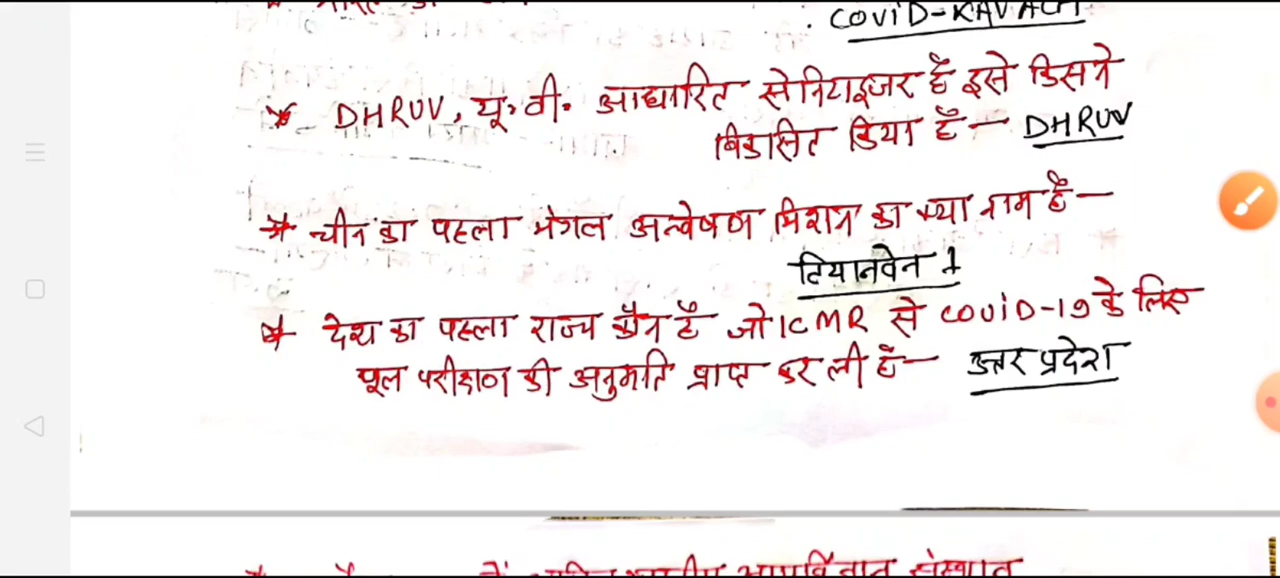 COVID-KAVACH
* DHRUV, यू.वी. आधारित सेनिटाइजर है इसे किसने
विकसित किया है— DHRUV
* चीन का पहला मंगल अन्वेषण मिशन का क्या नाम है—
टियानवेन 1
* देश का पहला राज्य कौन है जो ICMR से COVID-19 के लिए
पूल परीक्षण की अनुमति प्राप्त कर ली है— उत्तर प्रदेश